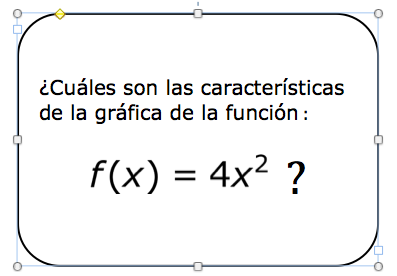 ¿Cuáles son las características
de la gráfica de la función:
f(x) = 4x² ?